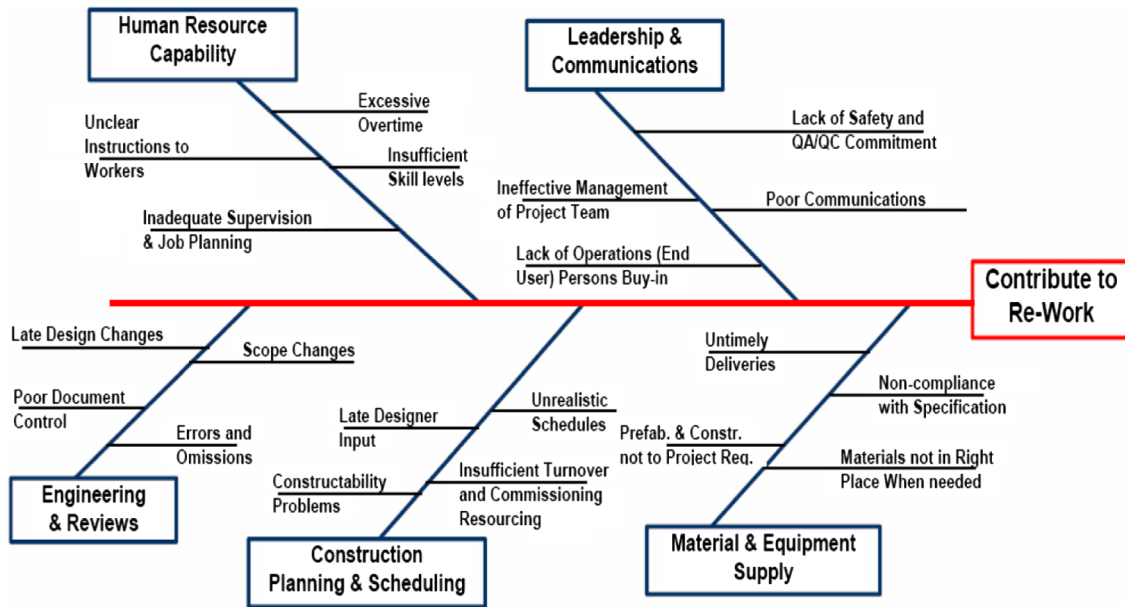 Human Resource
Capability
Leadership &
Communications
Excessive
Overtime
Unclear
Instructions to
Workers
Insufficient
Skill levels
Inadequate Supervision
& Job Planning
Lack of Safety and
QA/QC Commitment
Ineffective Management
of Project Team
Poor Communications
Lack of Operations (End
User) Persons Buy-in
Contribute to
Re-Work
Late Design Changes
Scope Changes
Poor Document
Control
Errors and
Omissions
Engineering
& Reviews
Unrealistic
Schedules
Late Designer
Input
Constructability
Problems
Insufficient Turnover
and Commissioning
Resourcing
Construction
Planning & Scheduling
Untimely
Deliveries
Non-compliance
with Specification
Prefab. & Constr.
not to Project Req.
Materials not in Right
Place When needed
Material & Equipment
Supply